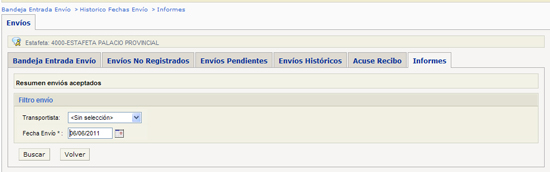 Bandeja Entrada Envío > Historico Fechas Envío > Informes
Envíos
Estafeta: 4000-ESTAFETA PALACIO PROVINCIAL
Bandeja Entrada Envío Envíos No Registrados Envíos Pendientes Envíos Históricos Acuse Recibo Informes
Resumen enviós aceptados
Filtro envío
Transportista: <Sin selección>
Fecha Envío * : 06/06/2011
Buscar Volver